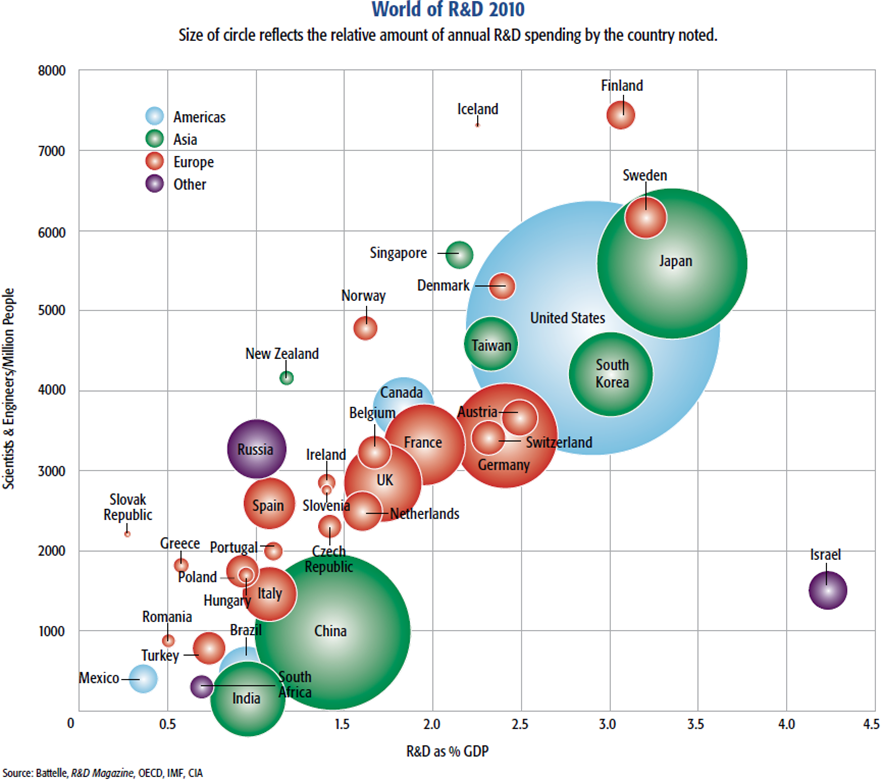 World of R&D 2010
Size of circle reflects the relative amount of annual R&D spending by the country noted.
Scientists & Engineers/Million People
8000
7000
6000
5000
4000
3000
2000
1000
Americas
Asia
Europe
Other
Iceland
Finland
Sweden
Japan
Singapore
Denmark
United States
Norway
Taiwan
New Zealand
South
Korea
Canada
Belgium
Austria
France
Switzerland
Germany
Russia
Ireland
UK
Slovak
Republic
Spain
Slovenia
Netherlands
Greece
Portugal
Czech
Republic
Israel
Poland
Hungary
Italy
Romania
Brazil
China
Turkey
Mexico
South
Africa
India
0
0.5
1.5
2.0
2.5
3.0
3.5
4.0
4.5
R&D as % GDP
Source: Battelle, R&D Magazine, OECD, IMF, CIA